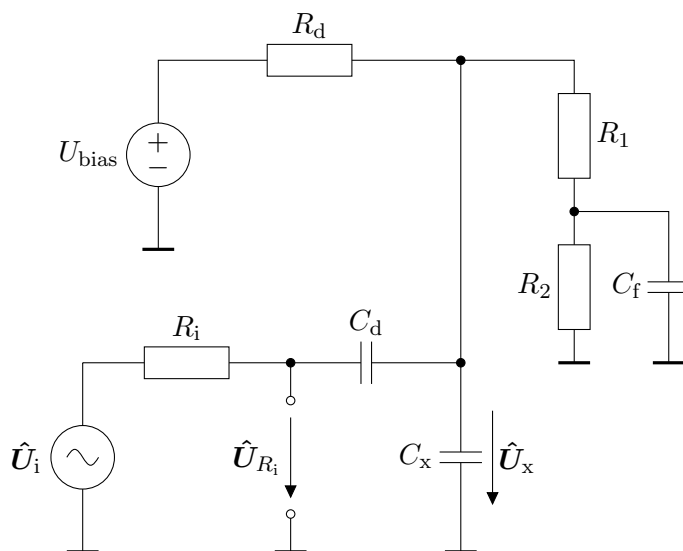 R_d
U_bias
+
−
R_1
R_2
C_f
C_d
R_i
Û_i
Û_{R_i}
C_x
Û_x